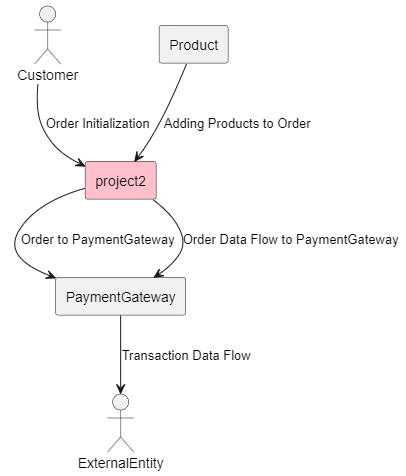 Customer
Product
Order Initialization
Adding Products to Order
project2
Order to PaymentGateway
Order Data Flow to PaymentGateway
PaymentGateway
Transaction Data Flow
ExternalEntity